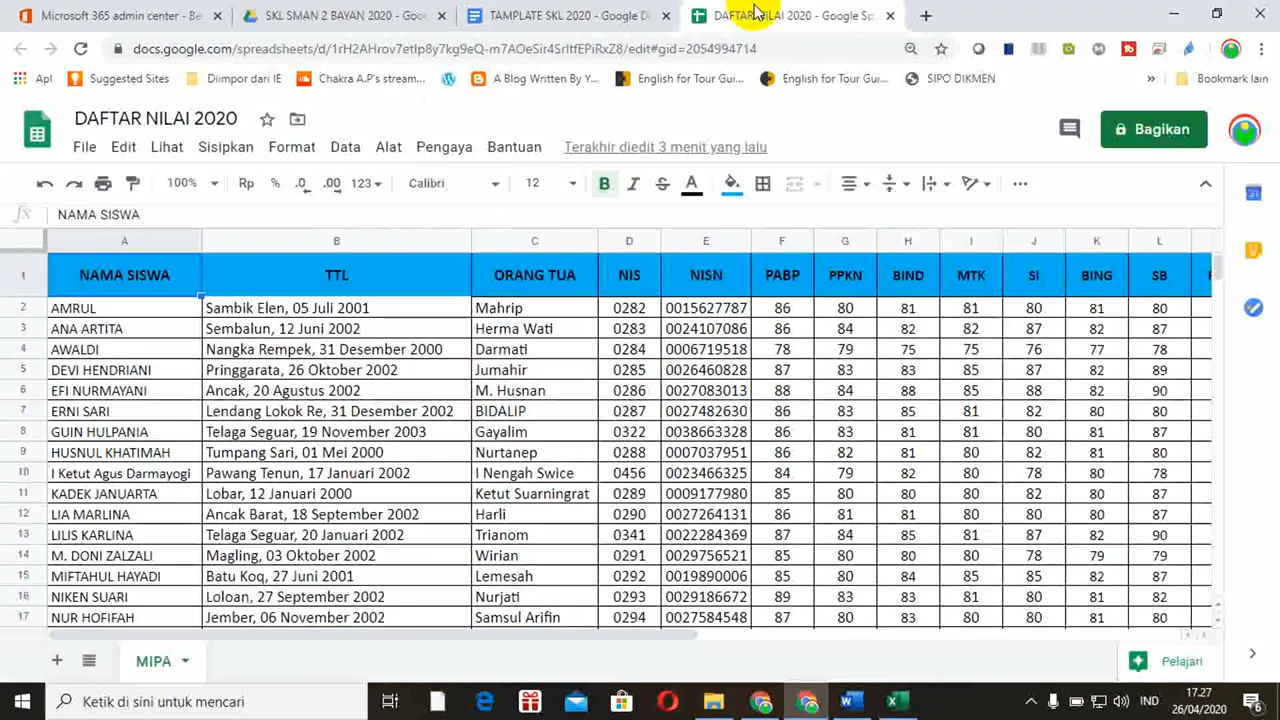 Microsoft 365 admin center - Be
SKL SMAN 2 BAYAN 2020 - Goo
TAMPLATE SKL 2020 - Google D
DAFTAR NILAI 2020 - Google Sp
docs.google.com/spreadsheets/d/1rH2AHrov7etlp8y7kg9eQ-m7AOeSir4SrltfEPiRxZ8/edit#gid=2054994714
Apl
Suggested Sites
Diimpor dari IE
Chakra A.P's stream...
A Blog Written By Y...
English for Tour Gui...
English for Tour Gui...
SIPO DIKMEN
Bookmark lain
DAFTAR NILAI 2020
Bagikan
File Edit Lihat Sisipkan Format Data Alat Pengaya Bantuan Terakhir diedit 3 menit yang lalu
100% Rp % .0 .00 123 Calibri 12 B I S A
fx NAMA SISWA
A B C D E F G H I J K L
1 NAMA SISWA TTL ORANG TUA NIS NISN PABP PPKN BIND MTK SI BING SB
2 AMRUL Sambik Elen, 05 Juli 2001 Mahrip 0282 0015627787 86 80 81 81 80 81 80
3 ANA ARTITA Sembalun, 12 Juni 2002 Herma Wati 0283 0024107086 86 84 82 82 87 82 87
4 AWALDI Nangka Rempek, 31 Desember 2000 Darmati 0284 0006719518 78 79 75 75 76 77 78
5 DEVI HENDRIANI Pringgarata, 26 Oktober 2002 Jumahir 0285 0026460828 87 83 83 85 87 82 89
6 EFI NURMAYANI Ancak, 20 Agustus 2002 M. Husnan 0286 0027083013 88 84 88 85 88 82 90
7 ERNI SARI Lendang Lokok Re, 31 Desember 2002 BIDALIP 0287 0027482630 86 83 85 81 82 80 80
8 GUIN HULPANIA Telaga Seguar, 19 November 2003 Gayalim 0322 0038663328 86 83 81 81 80 81 87
9 HUSNUL KHATIMAH Tumpang Sari, 01 Mei 2000 Nurtanep 0288 0007037951 86 82 81 80 82 81 80
10 I Ketut Agus Darmayogi Pawang Tenun, 17 Januari 2002 I Nengah Swice 0456 0023466325 84 79 82 80 78 80 78
11 KADEK JANUARTA Lobar, 12 Januari 2000 Ketut Suarningrat 0289 0009177980 85 80 80 80 82 80 87
12 LIA MARLINA Ancak Barat, 18 September 2002 Harli 0290 0027264131 86 81 81 80 80 80 87
13 LILIS KARLINA Telaga Seguar, 20 Januari 2002 Trianom 0341 0022284369 87 84 85 81 87 82 90
14 M. DONI ZALZALI Magling, 03 Oktober 2002 Wirian 0291 0029756521 85 80 80 80 78 79 79
15 MIFTAHUL HAYADI Batu Koq, 27 Juni 2001 Lemesah 0292 0019890006 85 80 84 85 85 82 87
16 NIKEN SUARI Loloan, 27 September 2002 Nurjati 0293 0029186672 89 83 83 81 80 81 82
17 NUR HOFIFAH Jember, 06 November 2002 Samsul Arifin 0294 0027584548 87 80 83 80 80 81 80
MIPA
Pelajari
Ketik di sini untuk mencari
IND
17.27
26/04/2020
6